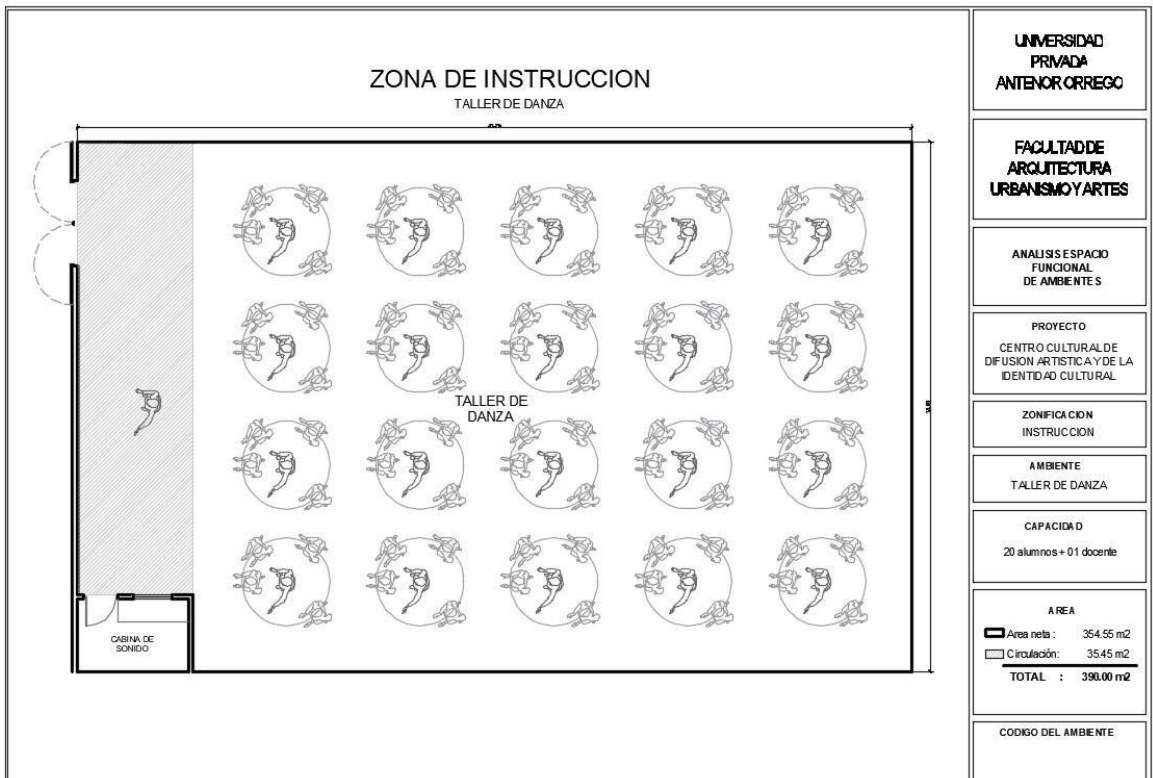 ZONA DE INSTRUCCION
TALLER DE DANZA
TALLER DE
DANZA
CABINA DE
SONIDO
UNIVERSIDAD
PRIVADA
ANTENOR ORREGO
FACULTAD DE
ARQUITECTURA
URBANISMO Y ARTES
ANALISIS ESPACIO
FUNCIONAL
DE AMBIENTES
PROYECTO
CENTRO CULTURAL DE
DIFUSION ARTISTICA Y DE LA
IDENTIDAD CULTURAL
ZONIFICACION
INSTRUCCION
AMBIENTE
TALLER DE DANZA
CAPACIDAD
20 alumnos + 01 docente
AREA
Area neta : 354.55 m2
Circulación: 35.45 m2
TOTAL : 390.00 m2
CODIGO DEL AMBIENTE